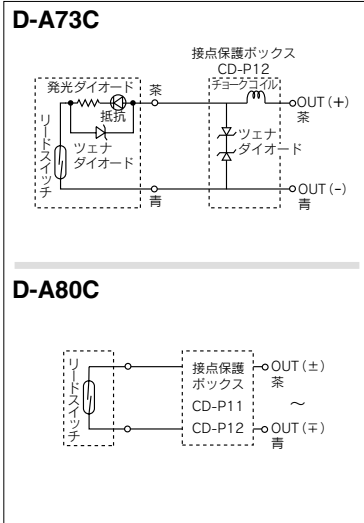 D-A73C
接点保護ボックス
CD-P12
発光ダイオード
茶
チョークコイル
OUT (+)
茶
抵抗
リードスイッチ
ツェナ
ダイオード
ツェナ
ダイオード
青
OUT (-)
青
D-A80C
リードスイッチ
接点保護
ボックス
CD-P11
CD-P12
OUT (±)
茶
～
OUT (∓)
青